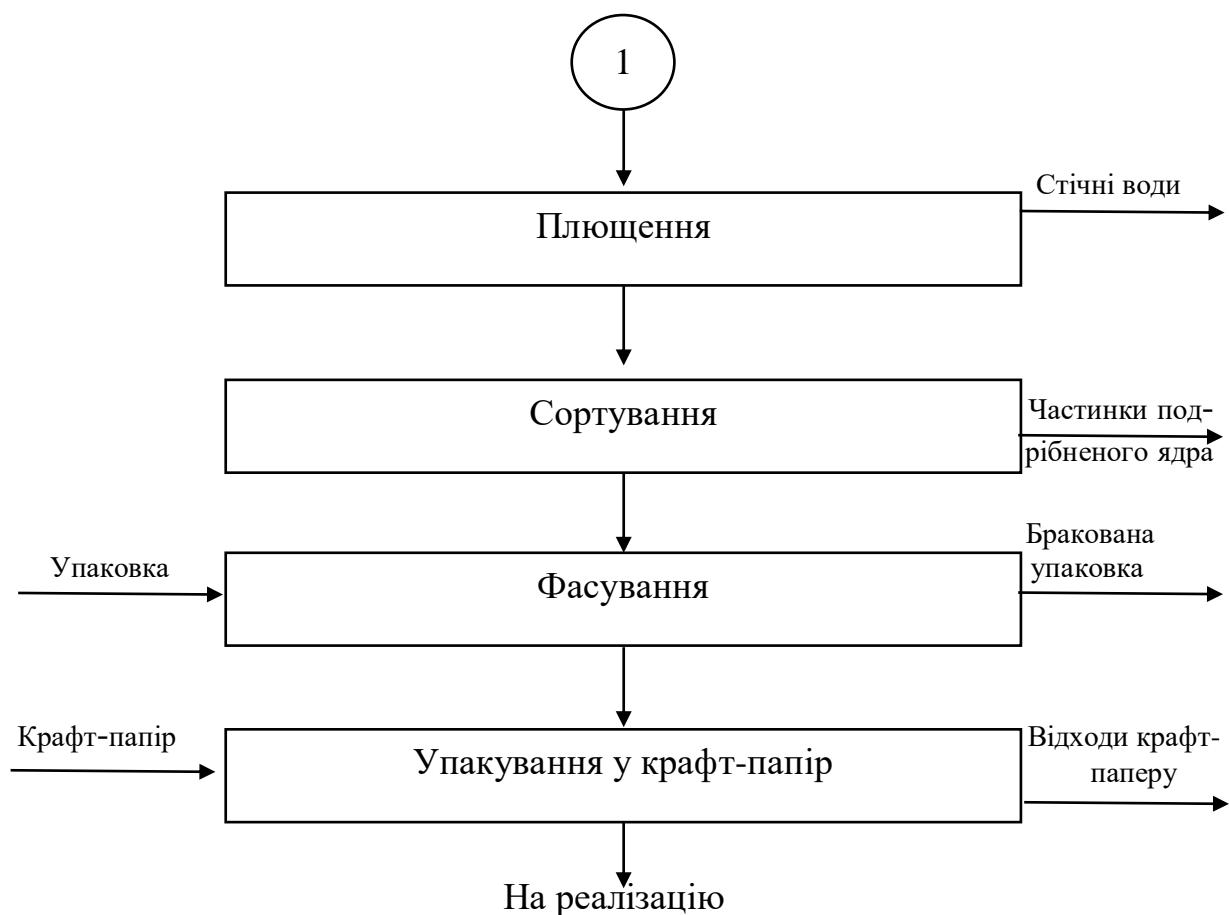 1
Стічні води
Плющення
Сортування
Частинки под-
рібненого ядра
Бракована
упаковка
Упаковка
Фасування
Крафт-папір
Упакування у крафт-папір
Відходи крафт-
паперу
На реалізацію